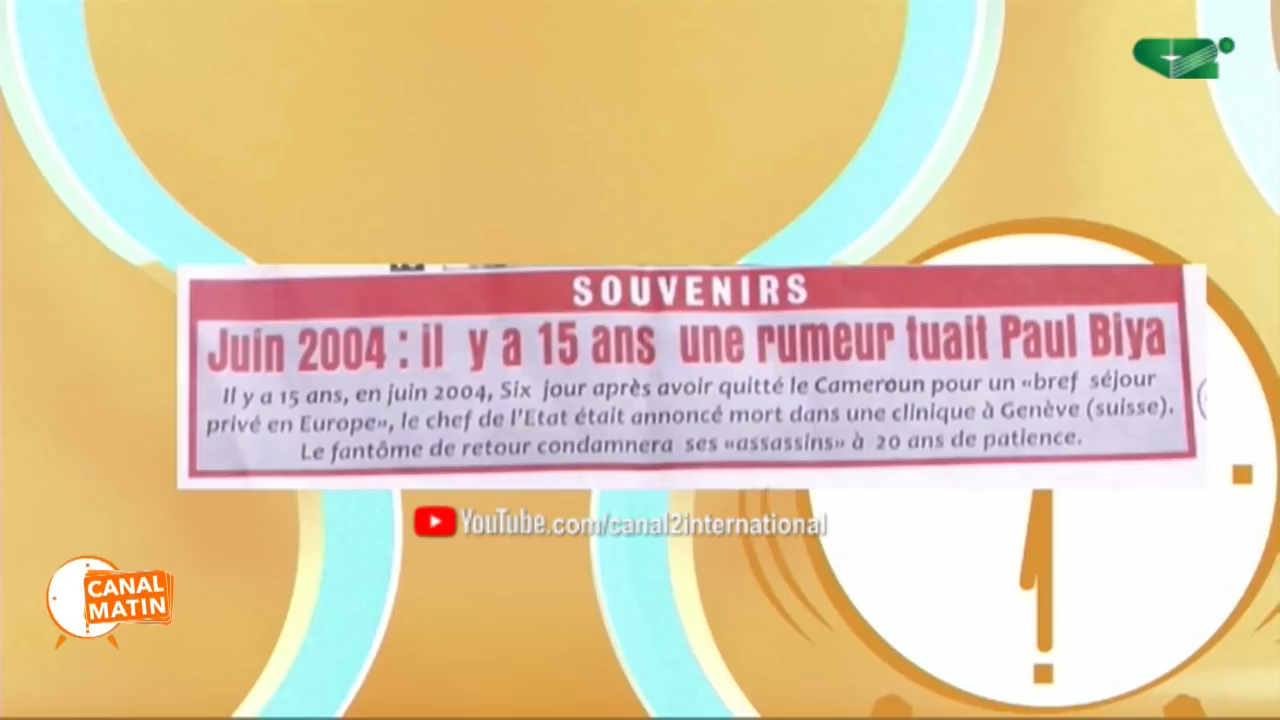 SOUVENIRS
Juin 2004 : il y a 15 ans une rumeur tuait Paul Biya
Il y a 15 ans, en juin 2004, Six jour après avoir quitté le Cameroun pour un «bref séjour
privé en Europe», le chef de l'Etat était annoncé mort dans une clinique à Genève (suisse).
Le fantôme de retour condamnera ses «assassins» à 20 ans de patience.
YouTube.com/canal2international
CANAL
MATIN